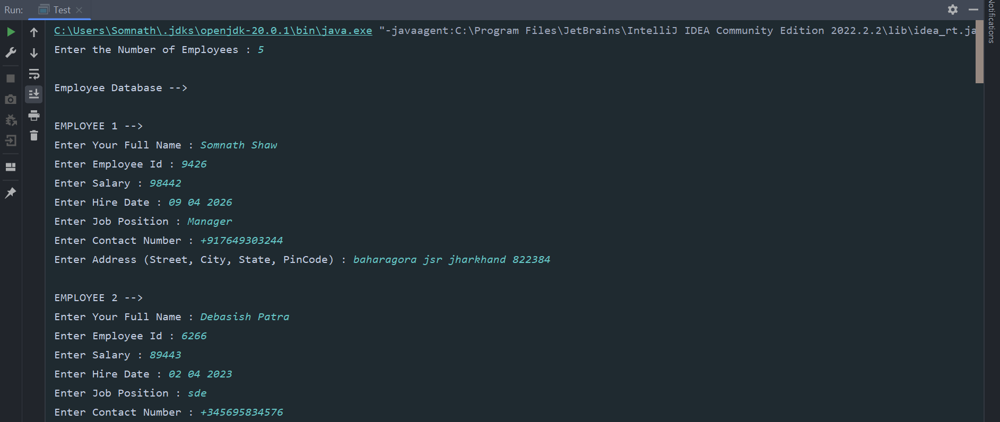 Run: Test
C:\Users\Somnath\.jdks\openjdk-20.0.1\bin\java.exe "-javaagent:C:\Program Files\JetBrains\IntelliJ IDEA Community Edition 2022.2.2\lib\idea_rt.ja
Enter the Number of Employees : 5
Employee Database -->
EMPLOYEE 1 -->
Enter Your Full Name : Somnath Shaw
Enter Employee Id : 9426
Enter Salary : 98442
Enter Hire Date : 09 04 2026
Enter Job Position : Manager
Enter Contact Number : +917649303244
Enter Address (Street, City, State, PinCode) : baharagora jsr jharkhand 822384
EMPLOYEE 2 -->
Enter Your Full Name : Debasish Patra
Enter Employee Id : 6266
Enter Salary : 89443
Enter Hire Date : 02 04 2023
Enter Job Position : sde
Enter Contact Number : +345695834576
Notifications